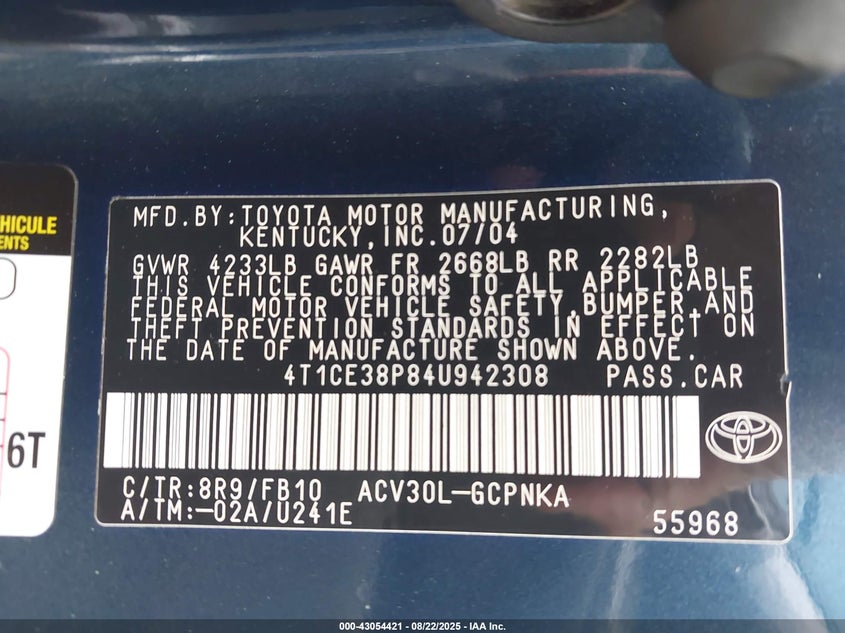 EHICULE
ENTS
6T
MFD.BY:TOYOTA MOTOR MANUFACTURING,
KENTUCKY,INC.07/04
GVWR 4233LB GAWR FR 2668LB RR 2282LB
THIS VEHICLE CONFORMS TO ALL APPLICABLE
FEDERAL MOTOR VEHICLE SAFETY,BUMPER,AND
THEFT PREVENTION STANDARDS IN EFFECT ON
THE DATE OF MANUFACTURE SHOWN ABOVE.
4T1CE38P84U942308 PASS.CAR
C/TR:8R9/FB10 ACV30L-GCPNKA
A/TM:-02A/U241E
55968
000-43054421 - 08/22/2025 - IAA Inc.